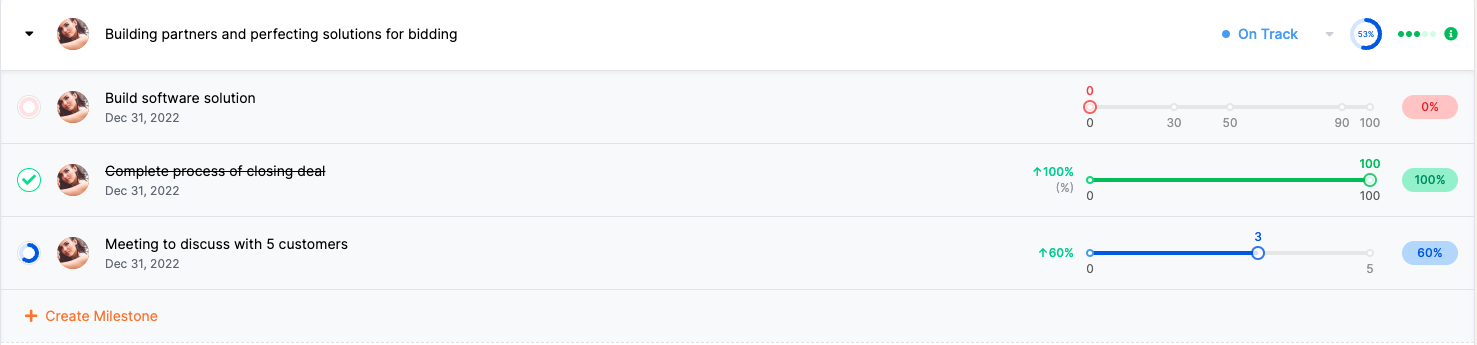 Building partners and perfecting solutions for bidding
On Track
53%
Build software solution
Dec 31, 2022
0
0 30 50 90 100
0%
Complete process of closing deal
Dec 31, 2022
↑100%
(%)
100
0 100
100%
Meeting to discuss with 5 customers
Dec 31, 2022
↑60%
3
0 5
60%
+ Create Milestone